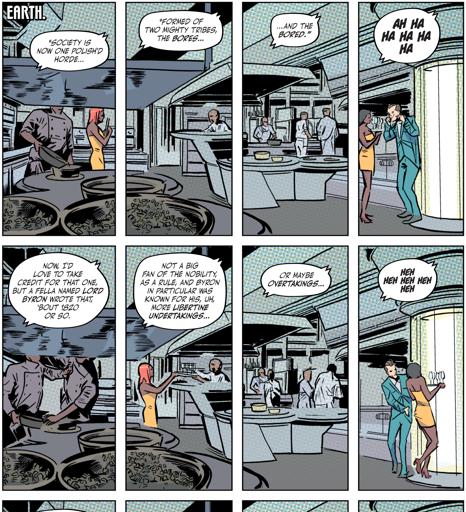 EARTH.
"SOCIETY IS
NOW ONE POLISH'D
HORDE...
"FORMED OF
TWO MIGHTY TRIBES,
THE BORES...
...AND THE
BORED."
AH HA
HA HA HA HA
HA
NOW, I'D
LOVE TO TAKE
CREDIT FOR THAT ONE,
BUT A FELLA NAMED LORD
BYRON WROTE THAT,
'BOUT 1820
OR SO.
NOT A BIG
FAN OF THE NOBILITY,
AS A RULE, AND BYRON
IN PARTICULAR WAS
KNOWN FOR HIS, UH,
MORE LIBERTINE
UNDERTAKINGS...
OR MAYBE
OVERTAKINGS...
HEH
HEH HEH HEH
HEH